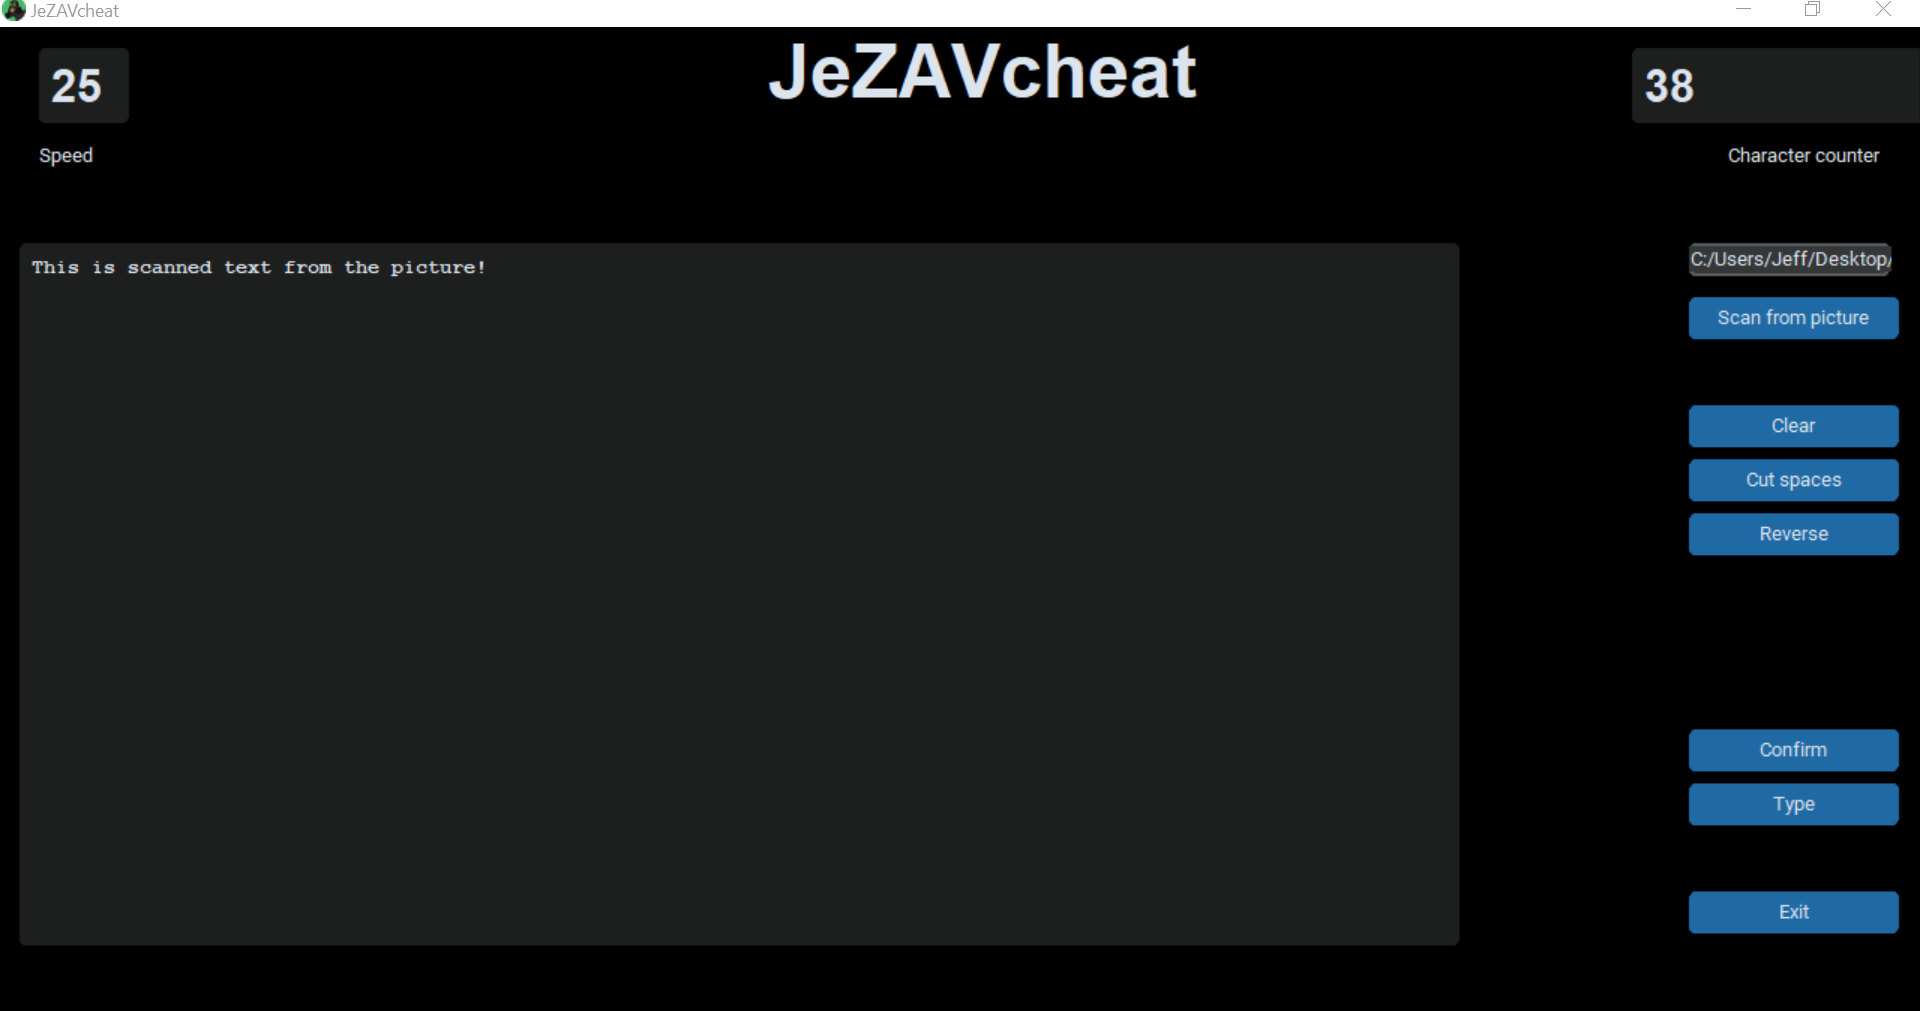 JeZAVcheat
25
JeZAVcheat
38
Speed
Character counter
This is scanned text from the picture!
C:/Users/Jeff/Desktop/
Scan from picture
Clear
Cut spaces
Reverse
Confirm
Type
Exit